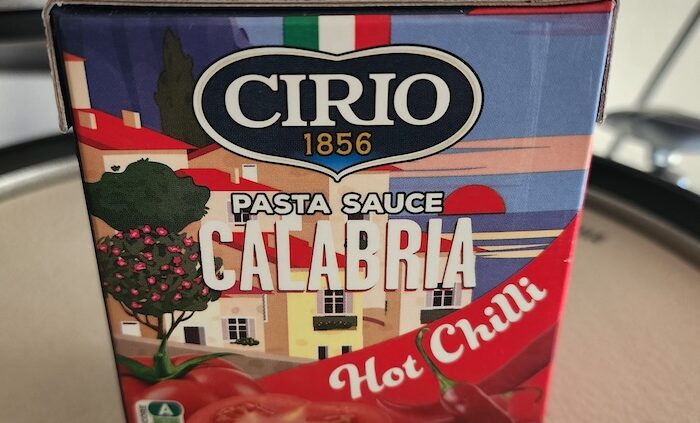 CIRIO
1856
PASTA SAUCE
CALABRIA
Hot Chilli
A